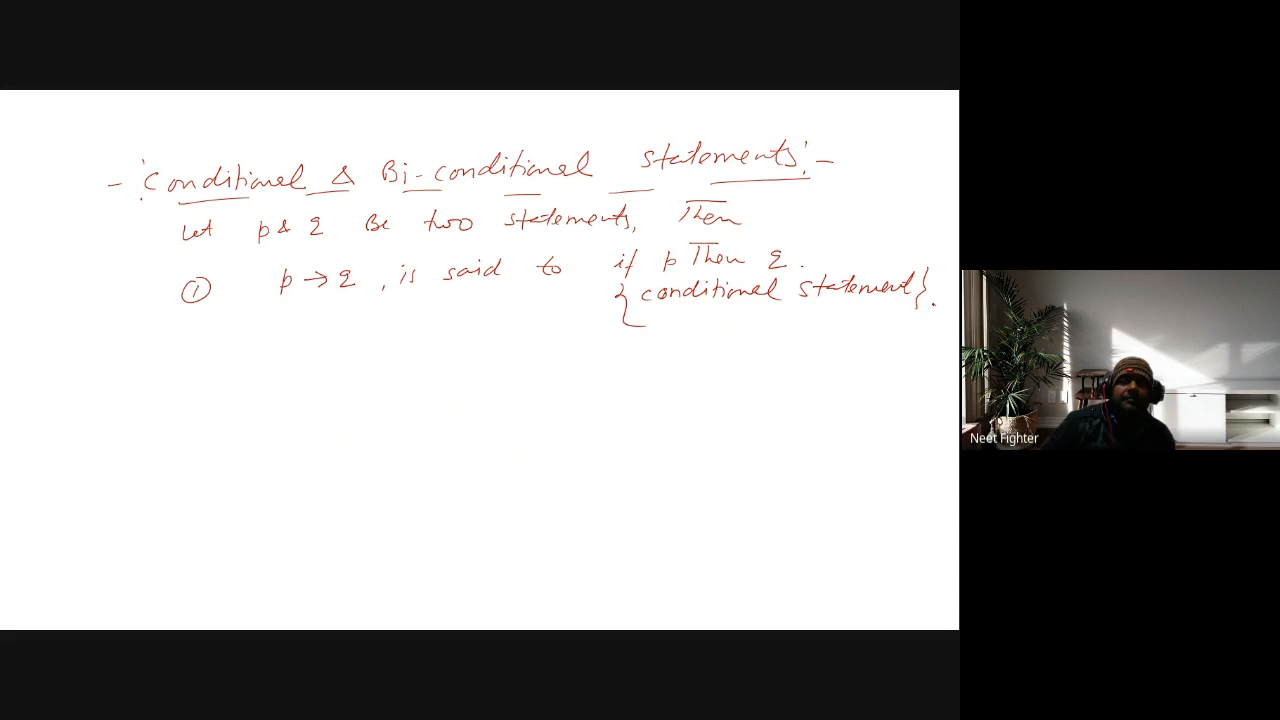 -: Conditional & Bi-conditional statements:-
Let p & q Be two statements, Then
① p → q , is said to if p Then q.
{conditional statement}.
Neet Fighter